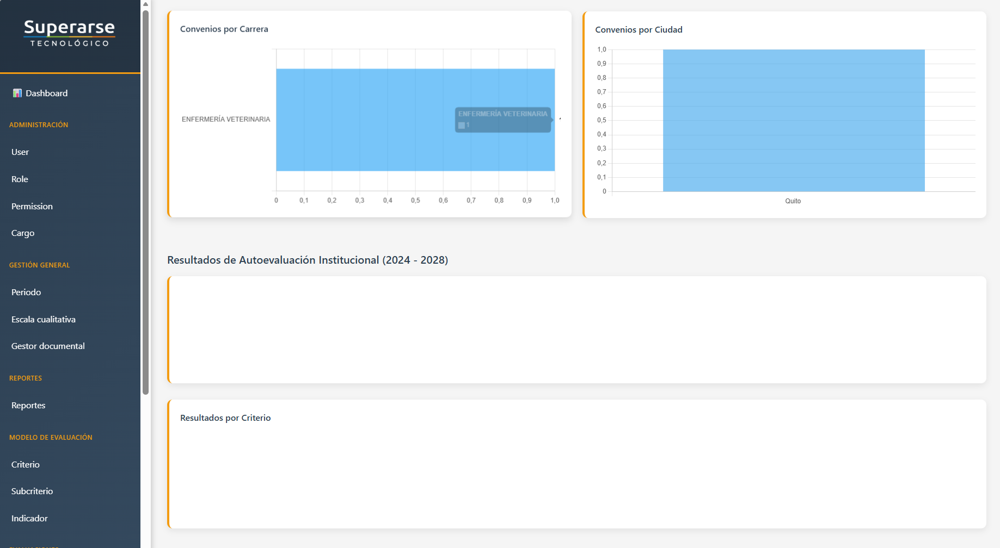 Superarse
TECNOLÓGICO
📊 Dashboard
ADMINISTRACIÓN
User
Role
Permission
Cargo
GESTIÓN GENERAL
Periodo
Escala cualitativa
Gestor documental
REPORTES
Reportes
MODELO DE EVALUACIÓN
Criterio
Subcriterio
Indicador
Convenios por Carrera
ENFERMERÍA VETERINARIA
ENFERMERÍA VETERINARIA
1
0 0,1 0,2 0,3 0,4 0,5 0,6 0,7 0,8 0,9 1,0
Convenios por Ciudad
1,0
0,9
0,8
0,7
0,6
0,5
0,4
0,3
0,2
0,1
0
Quito
Resultados de Autoevaluación Institucional (2024 - 2028)
Resultados por Criterio